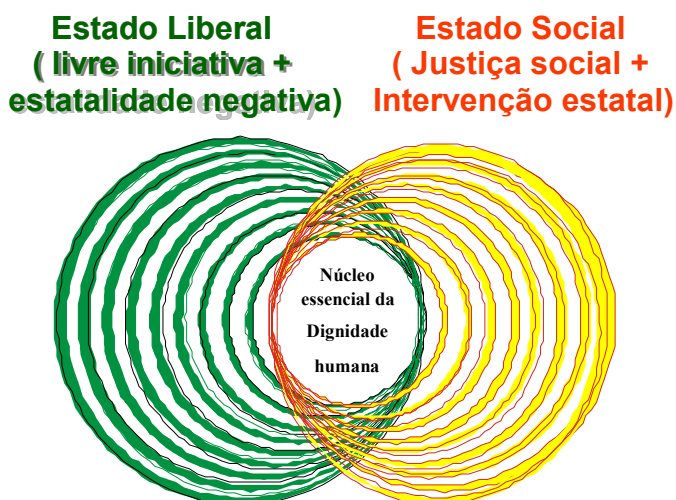 Estado Liberal
( livre iniciativa +
estatalidade negativa)
Estado Social
( Justiça social +
Intervenção estatal)
Núcleo
essencial da
Dignidade
humana